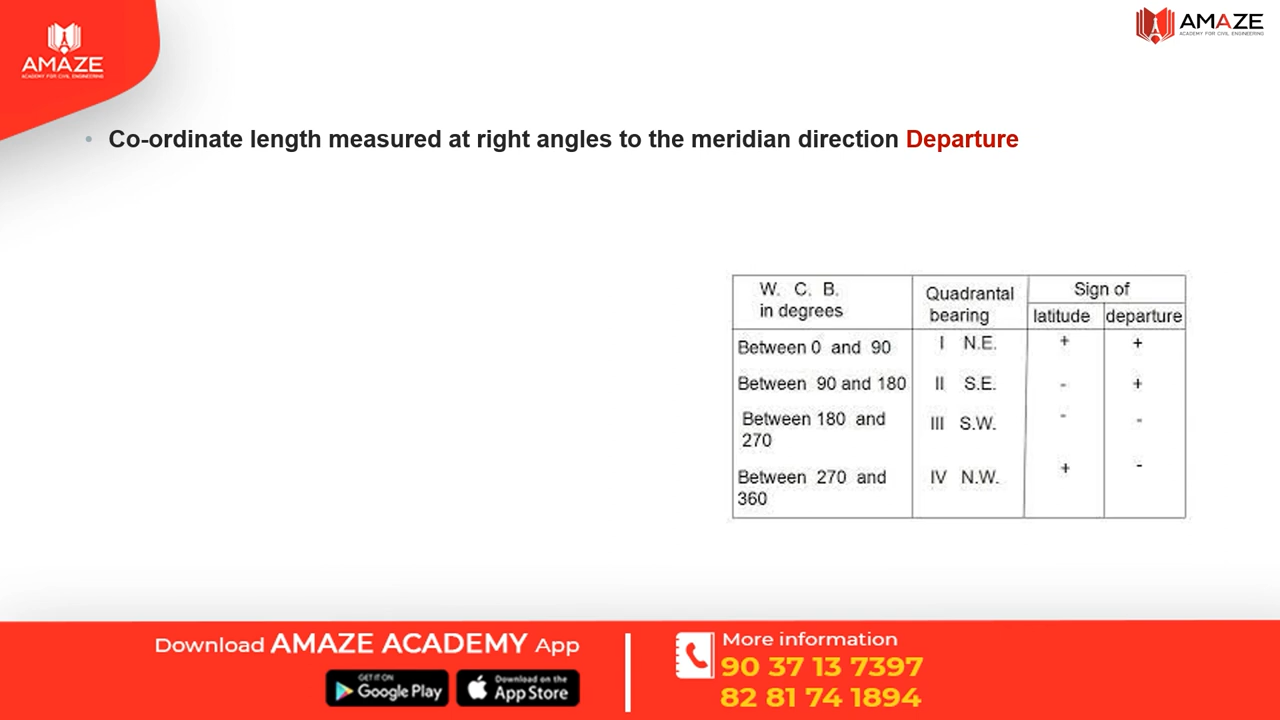 AMAZE
ACADEMY FOR CIVIL ENGINEERING
AMAZE
ACADEMY FOR CIVIL ENGINEERING
• Co-ordinate length measured at right angles to the meridian direction Departure
W. C. B. in degrees
Quadrantal bearing
Sign of
latitude departure
Between 0 and 90 I N.E. + +
Between 90 and 180 II S.E. - +
Between 180 and 270 III S.W. - -
Between 270 and 360 IV N.W. + -
Download AMAZE ACADEMY App
GET IT ON
Google Play
Download on the
App Store
More information
90 37 13 7397
82 81 74 1894